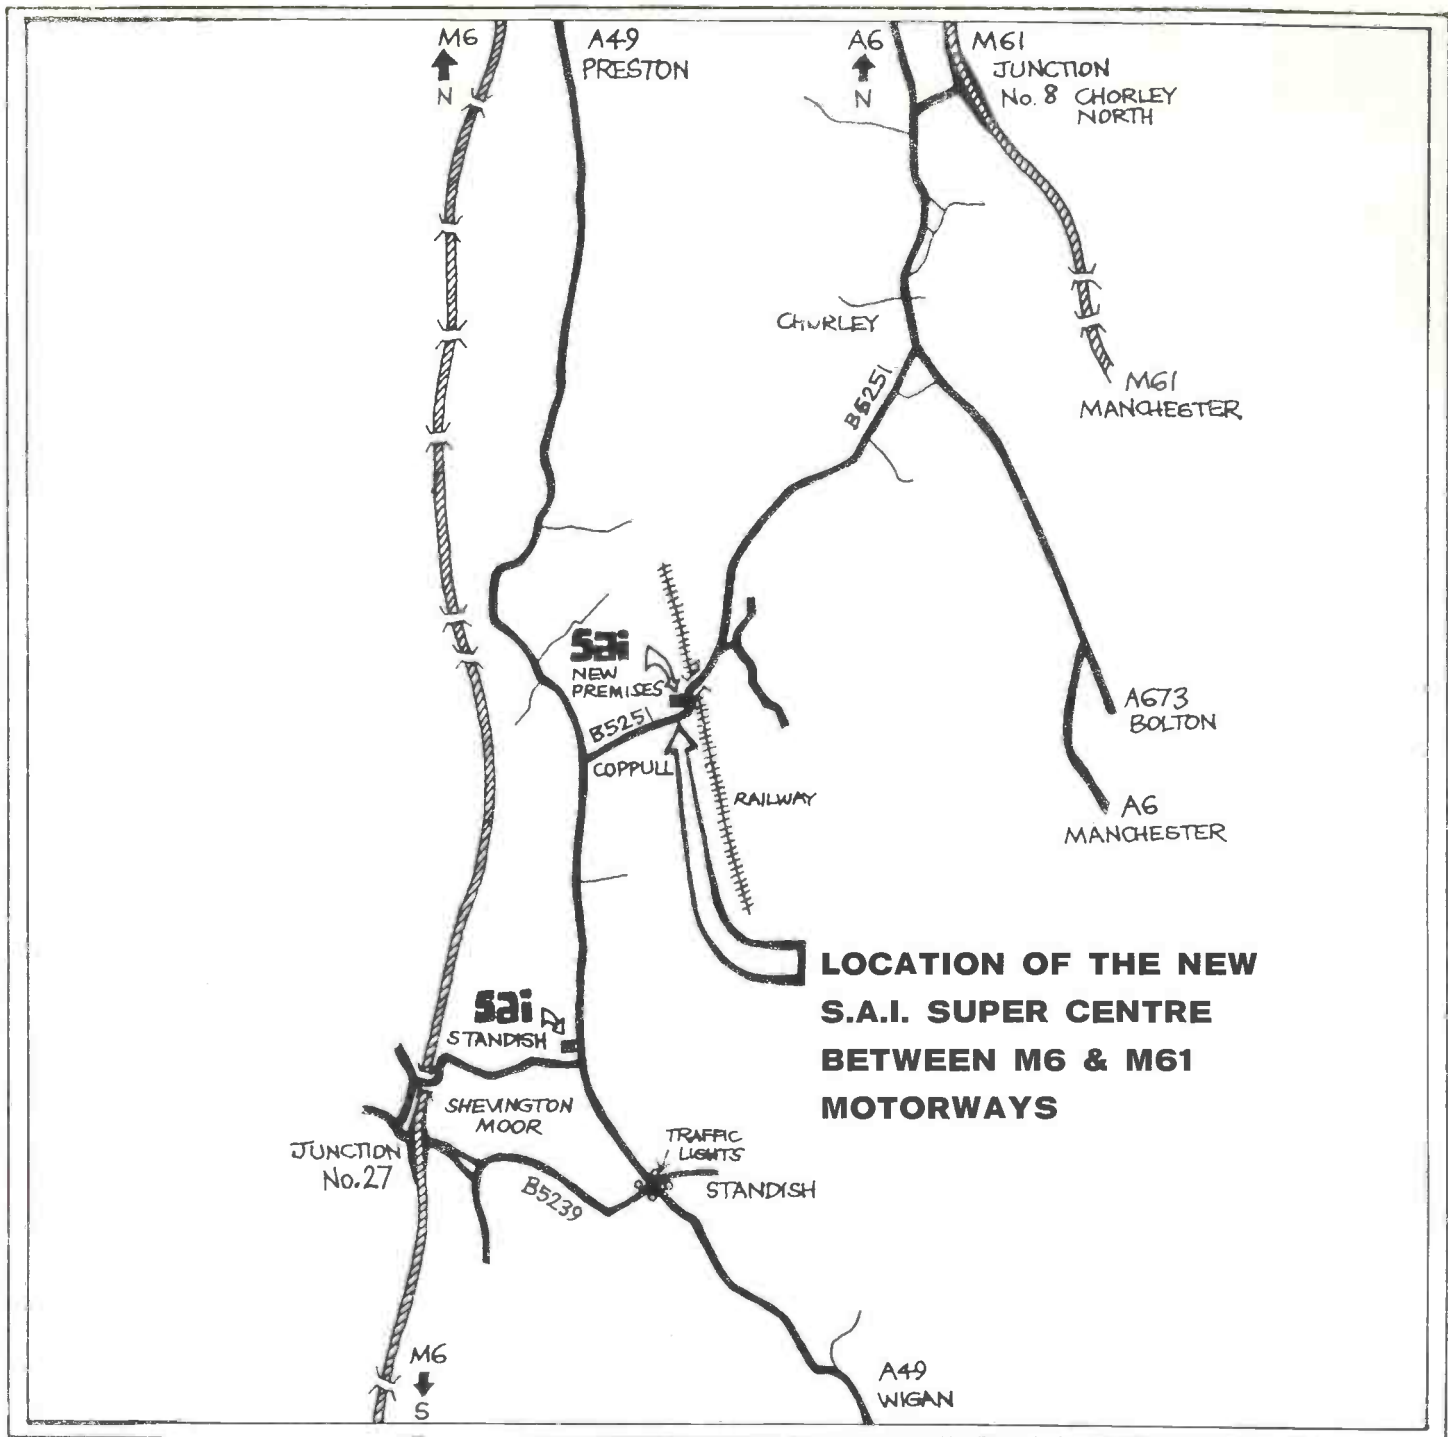 M6
N
A49
PRESTON
A6
N
M61
JUNCTION
No. 8 CHORLEY
NORTH
CHORLEY
B5251
M61
MANCHESTER
sai
NEW
PREMISES
B5251
COPPULL
RAILWAY
A673
BOLTON
A6
MANCHESTER
LOCATION OF THE NEW
S.A.I. SUPER CENTRE
BETWEEN M6 & M61
MOTORWAYS
sai
STANDISH
SHEVINGTON
MOOR
JUNCTION
No.27
B5239
TRAFFIC
LIGHTS
STANDISH
M6
S
A49
WIGAN